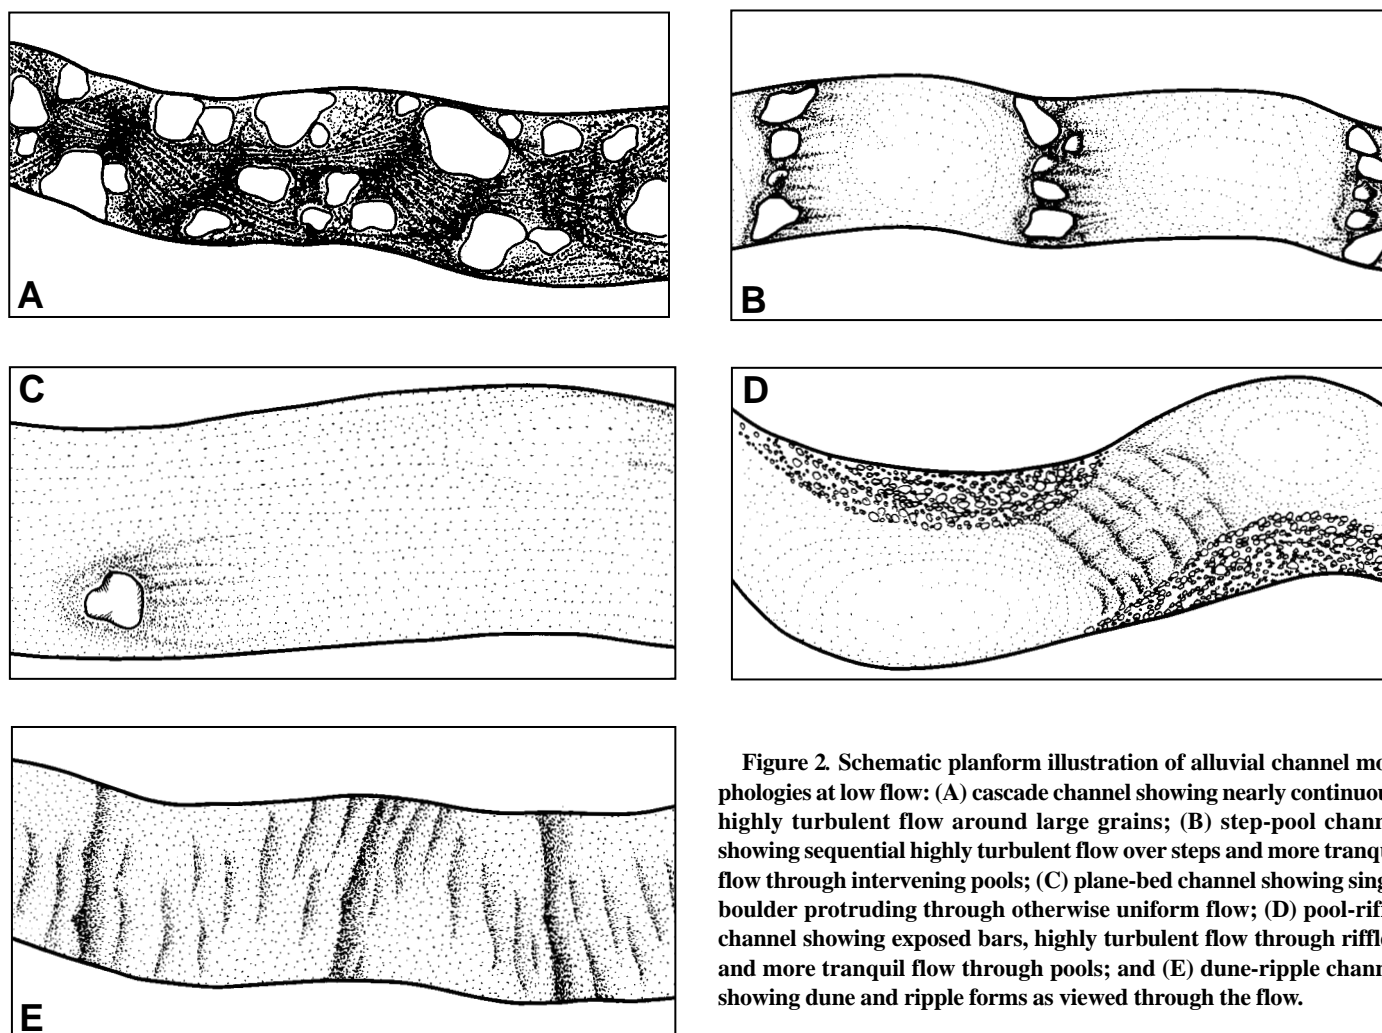 A
B
C
D
E
Figure 2. Schematic planform illustration of alluvial channel mo
phologies at low flow: (A) cascade channel showing nearly continuou
highly turbulent flow around large grains; (B) step-pool chann
showing sequential highly turbulent flow over steps and more tranqu
flow through intervening pools; (C) plane-bed channel showing sing
boulder protruding through otherwise uniform flow; (D) pool-riff
channel showing exposed bars, highly turbulent flow through riffle
and more tranquil flow through pools; and (E) dune-ripple chann
showing dune and ripple forms as viewed through the flow.